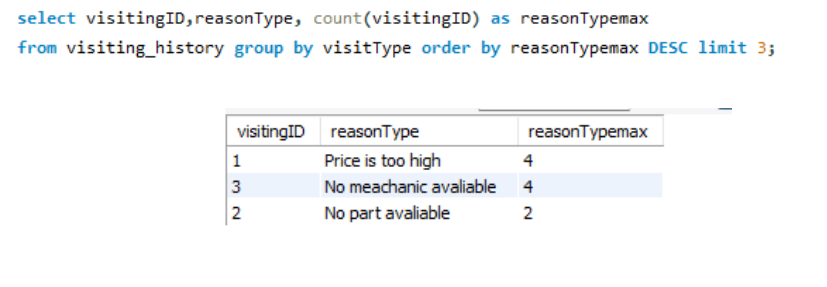 select visitingID,reasonType, count(visitingID) as reasonTypemax
from visiting_history group by visitType order by reasonTypemax DESC limit 3;
visitingID reasonType reasonTypemax
1 Price is too high 4
3 No meachanic avaliable 4
2 No part avaliable 2